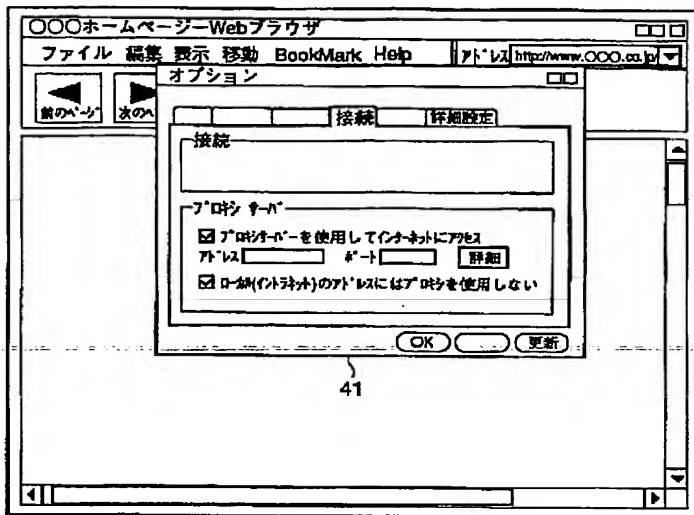 ○○○ホームページーWebブラウザ
ファイル 編集 表示 移動 BookMark Help ｱﾄﾞﾚｽ http://www.○○○.co.jp/
オプション
前のﾍﾟｰｼﾞ 次のﾍ
接続 詳細設定
接続
ﾌﾟﾛｷｼ ｻｰﾊﾞ
ﾌﾟﾛｷｼｻｰﾊﾞｰを使用してｲﾝﾀｰﾈｯﾄにｱｸｾｽ
ｱﾄﾞﾚｽ ﾎﾟｰﾄ 詳細
ﾛｰｶﾙ(ｲﾝﾄﾗﾈｯﾄ)のｱﾄﾞﾚｽにはﾌﾟﾛｷｼを使用しない
OK 更新
41